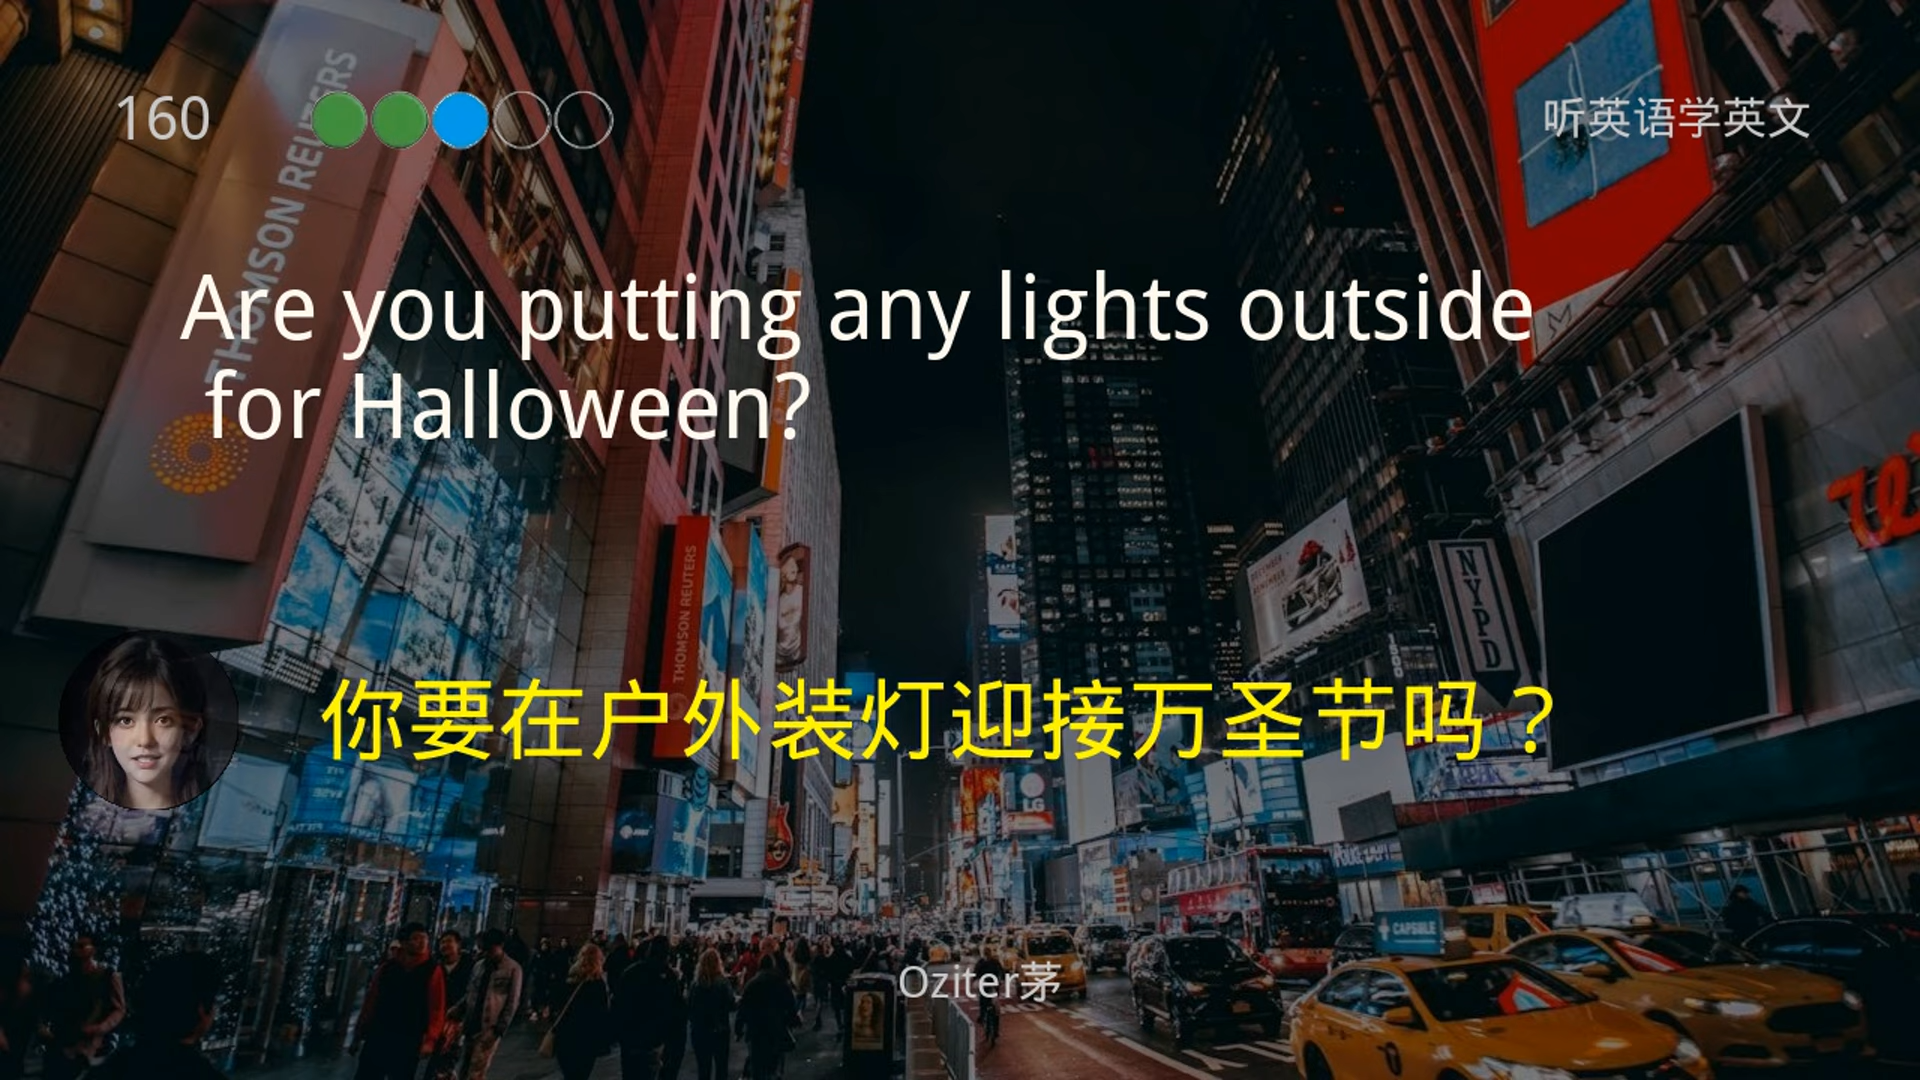 160
听英语学英文
THOMSON REUTERS
Are you putting any lights outside
for Halloween?
THOMSON REUTERS
NYPD
你要在户外装灯迎接万圣节吗？
LG
CAPSULE
Oziter茅